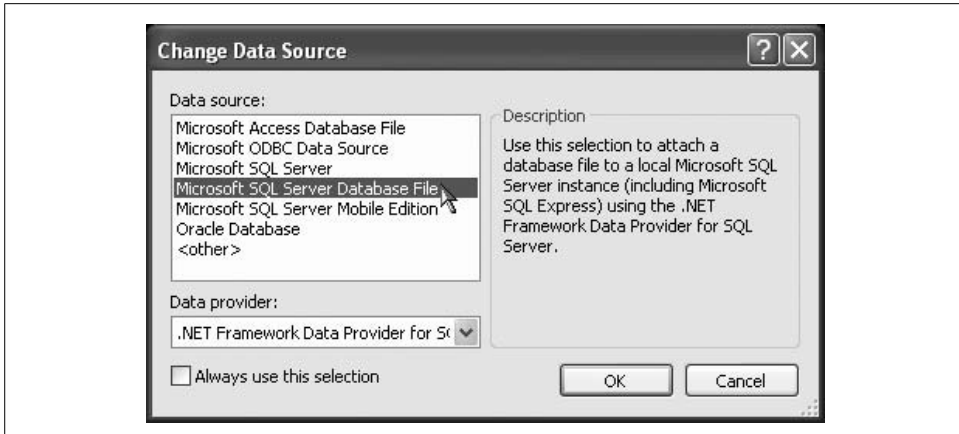 Change Data Source
Data source:
Microsoft Access Database File
Microsoft ODBC Data Source
Microsoft SQL Server
Microsoft SQL Server Database File
Microsoft SQL Server Mobile Edition
Oracle Database
<other>
Description
Use this selection to attach a
database file to a local Microsoft SQL
Server instance (including Microsoft
SQL Express) using the .NET
Framework Data Provider for SQL
Server.
Data provider:
.NET Framework Data Provider for
Always use this selection
OK
Cancel